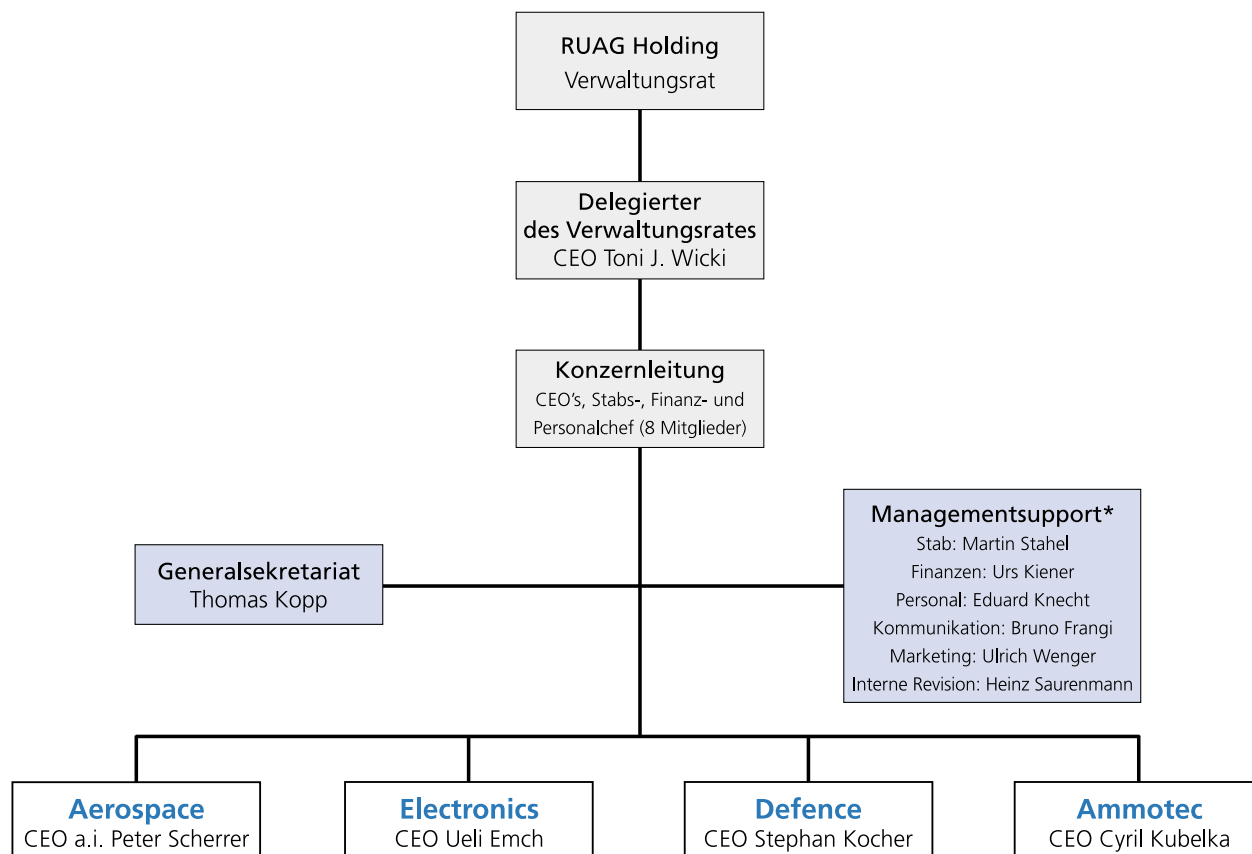 RUAG Holding
Verwaltungsrat
Delegierter
des Verwaltungsrates
CEO Toni J. Wicki
Konzernleitung
CEO's, Stabs-, Finanz- und
Personalchef (8 Mitglieder)
Generalsekretariat
Thomas Kopp
Managementsupport*
Stab: Martin Stahel
Finanzen: Urs Kiener
Personal: Eduard Knecht
Kommunikation: Bruno Frangi
Marketing: Ulrich Wenger
Interne Revision: Heinz Saurenmann
Aerospace
CEO a.i. Peter Scherrer
Electronics
CEO Ueli Emch
Defence
CEO Stephan Kocher
Ammotec
CEO Cyril Kubelka